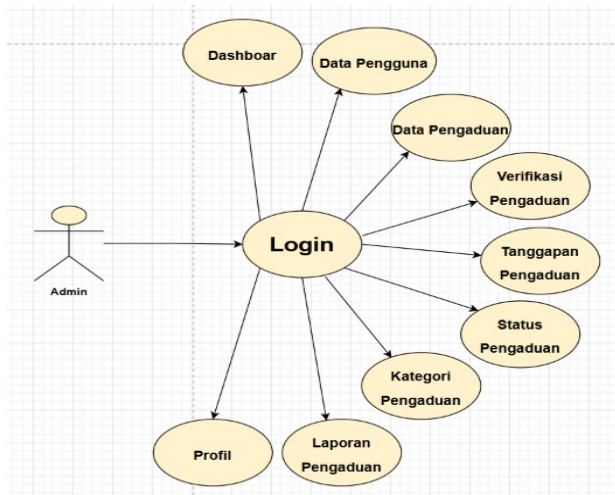 Dashboar
Data Pengguna
Data Pengaduan
Verifikasi
Pengaduan
Login
Tanggapan
Pengaduan
Admin
Status
Pengaduan
Kategori
Pengaduan
Profil
Laporan
Pengaduan